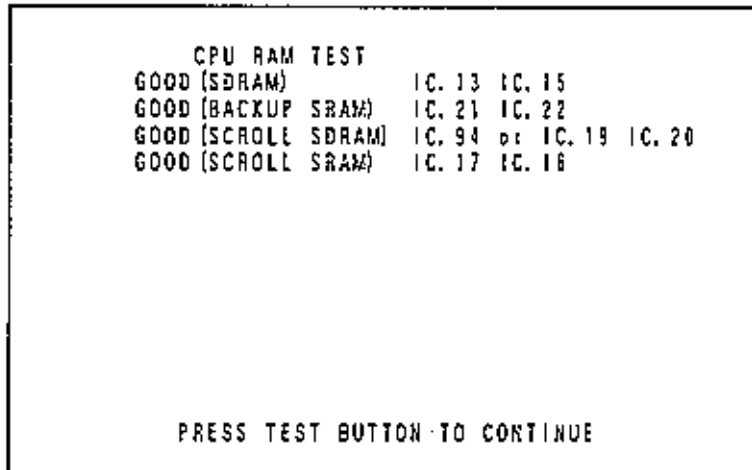 CPU RAM TEST
GOOD (SDRAM) IC. 13 IC. 15
GOOD (BACKUP SRAM) IC. 21 IC. 22
GOOD (SCROLL SDRAM) IC. 94 or IC. 19 IC. 20
GOOD (SCROLL SRAM) IC. 17 IC. 16
PRESS TEST BUTTON TO CONTINUE